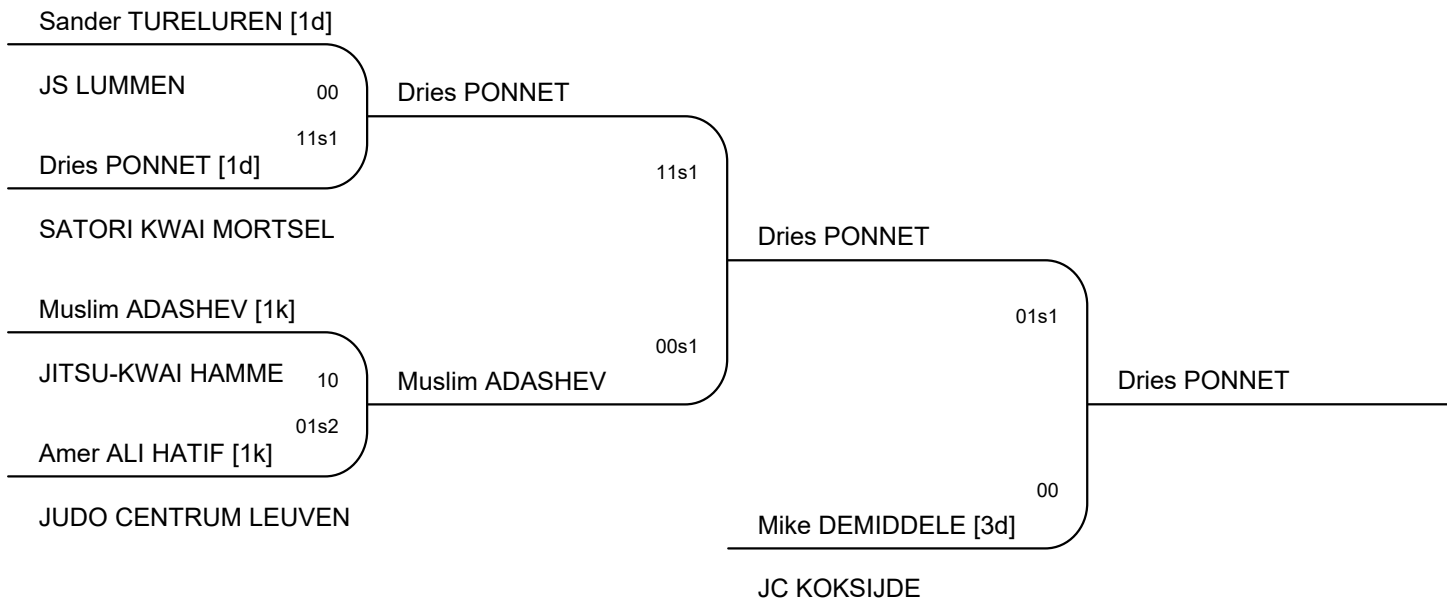 Sander TURELUREN [1d]
JS LUMMEN
00
11s1
Dries PONNET [1d]
SATORI KWAI MORTSEL
Muslim ADASHEV [1k]
JITSU-KWAI HAMME
10
01s2
Amer ALI HATIF [1k]
JUDO CENTRUM LEUVEN
Dries PONNET
11s1
00s1
Muslim ADASHEV
Dries PONNET
01s1
00
Mike DEMIDDELE [3d]
JC KOKSIJDE
Dries PONNET